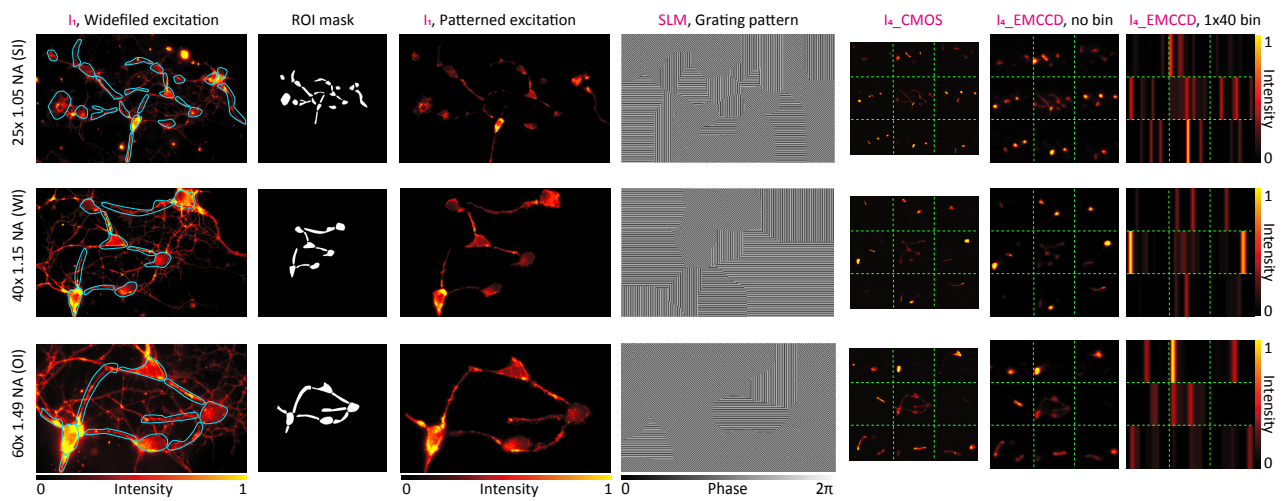 I₁, Widefiled excitation
ROI mask
I₁, Patterned excitation
SLM, Grating pattern
I₄_CMOS
I₄_EMCCD, no bin
I₄_EMCCD, 1x40 bin
25x 1.05 NA (SI)
1
Intensity
0
40x 1.15 NA (WI)
1
Intensity
0
60x 1.49 NA (OI)
1
Intensity
0
0 Intensity 1
0 Intensity 1
0 Phase 2π